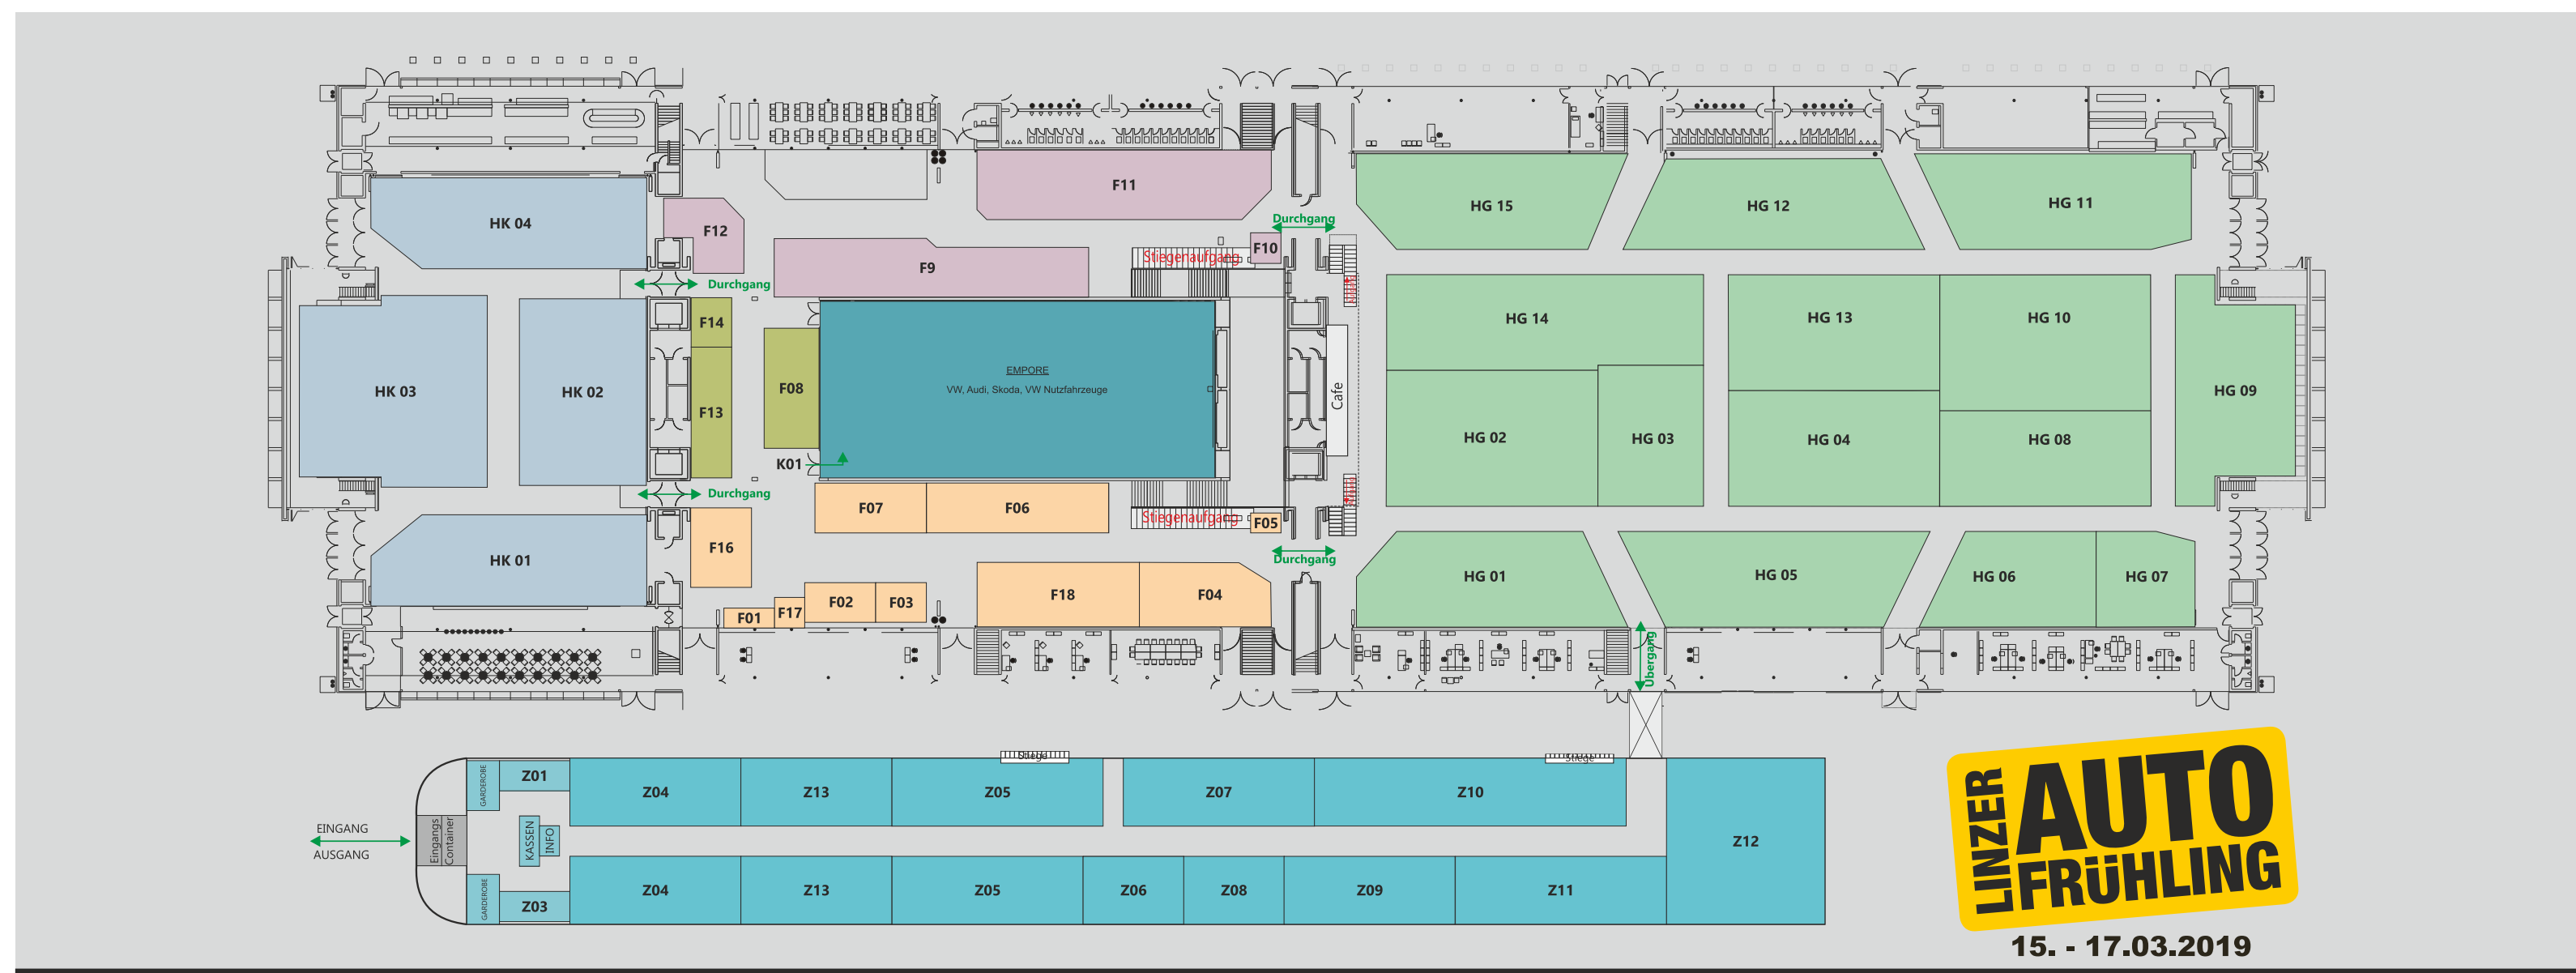 HK 04
F12
F11
Durchgang
F10
Stiegenaufgang
F9
Durchgang
HG 15
HG 12
HG 11
HK 03
HK 02
F14
F13
F08
EMPORE
VW, Audi, Skoda, VW Nutzfahrzeuge
K01
Cafe
HG 14
HG 13
HG 10
HG 09
HG 02
HG 03
HG 04
HG 08
Durchgang
F07
F06
Stiegenaufgang
F05
Durchgang
HK 01
F16
F01
F17
F02
F03
F18
F04
HG 01
HG 05
HG 06
HG 07
Übergang
Stiege
Stiege
GARDEROBE
Z01
Z04
Z13
Z05
Z07
Z10
EINGANG
AUSGANG
Eingangs
Container
KASSEN
INFO
Z12
GARDEROBE
Z03
Z04
Z13
Z05
Z06
Z08
Z09
Z11
LINZER
AUTO
FRÜHLING
15. - 17.03.2019